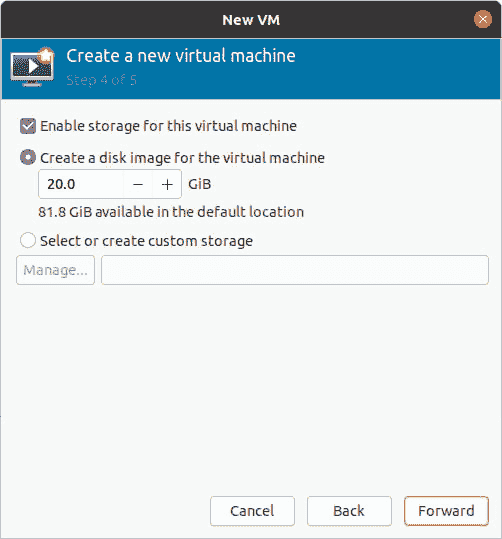 New VM
Create a new virtual machine
Step 4 of 5
Enable storage for this virtual machine
Create a disk image for the virtual machine
20.0 − + GiB
81.8 GiB available in the default location
Select or create custom storage
Manage...
Cancel Back Forward